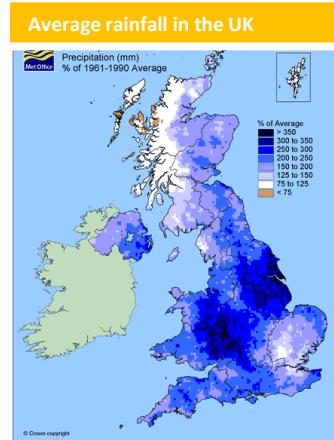 Average rainfall in the UK
Met Office
Precipitation (mm)
% of 1961-1990 Average
% of Average
> 350
300 to 350
250 to 300
200 to 250
150 to 200
125 to 150
75 to 125
< 75
© Crown copyright